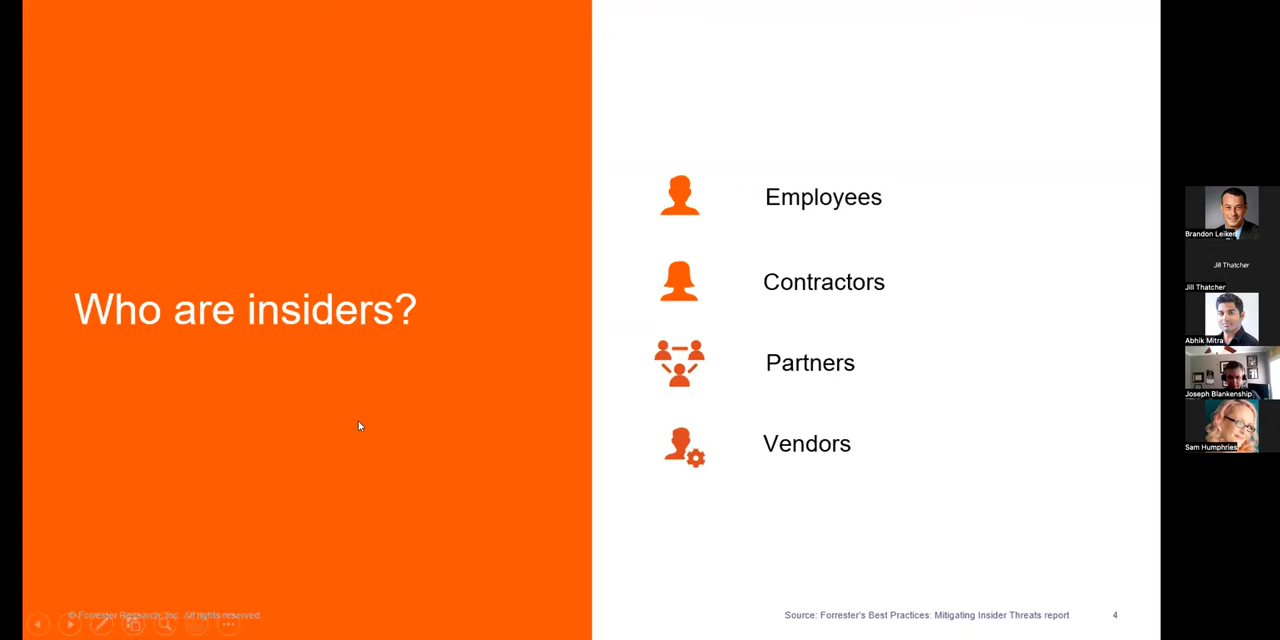 Who are insiders?
Employees
Contractors
Partners
Vendors
© Forrester Research, Inc. All rights reserved.
Source: Forrester's Best Practices: Mitigating Insider Threats report
4
Brandon Leiken
Jill Thatcher
Jill Thatcher
Abhik Mitra
Joseph Blankenship
Sam Humphries